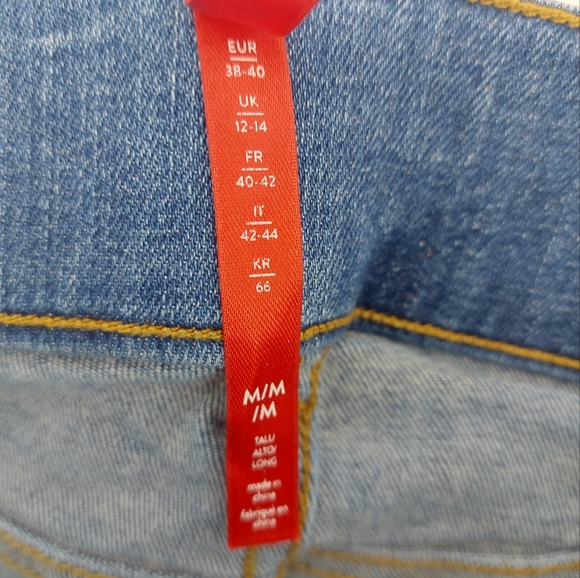 EUR
38-40
UK
12-14
FR
40-42
IT
42-44
KR
66
M/M
/M
TALL/
ALTO/
LONG
made in
china
fabriqué en
chine